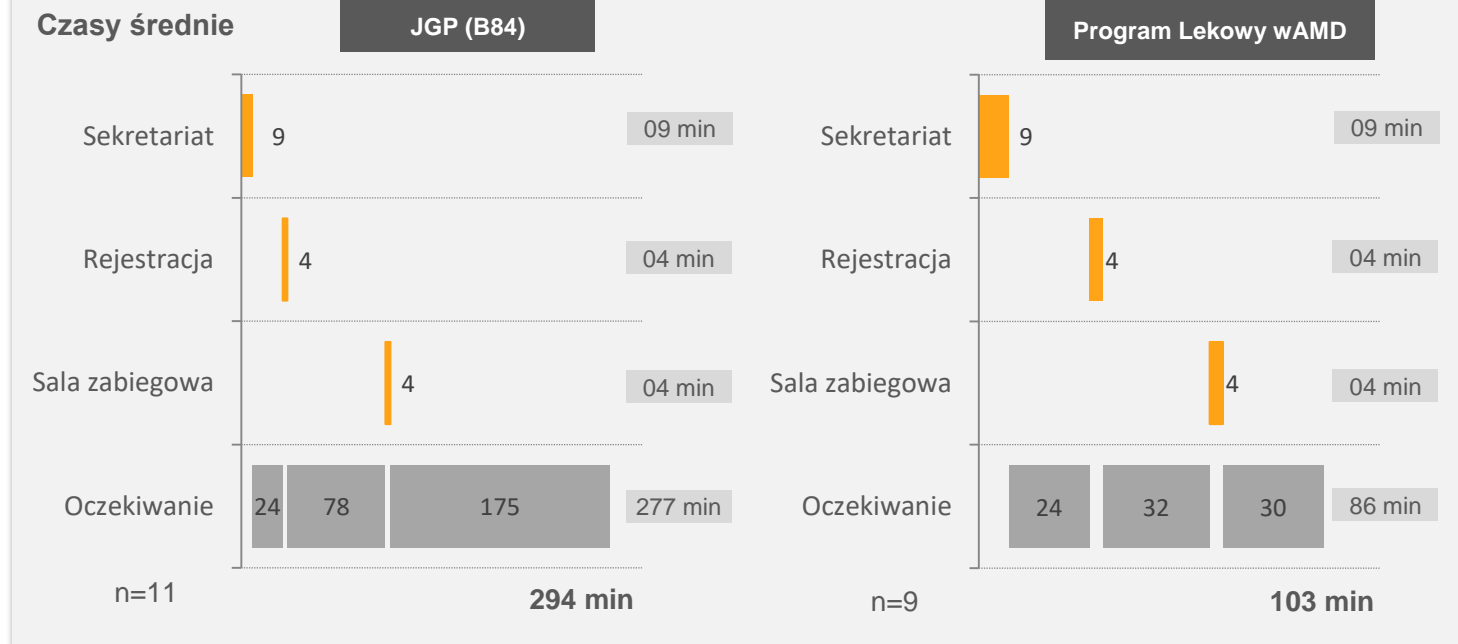 Czasy średnie
JGP (B84)
Sekretariat 9 09 min
Rejestracja 4 04 min
Sala zabiegowa 4 04 min
Oczekiwanie 24 78 175 277 min
n=11 294 min
Program Lekowy wAMD
Sekretariat 9 09 min
Rejestracja 4 04 min
Sala zabiegowa 4 04 min
Oczekiwanie 24 32 30 86 min
n=9 103 min